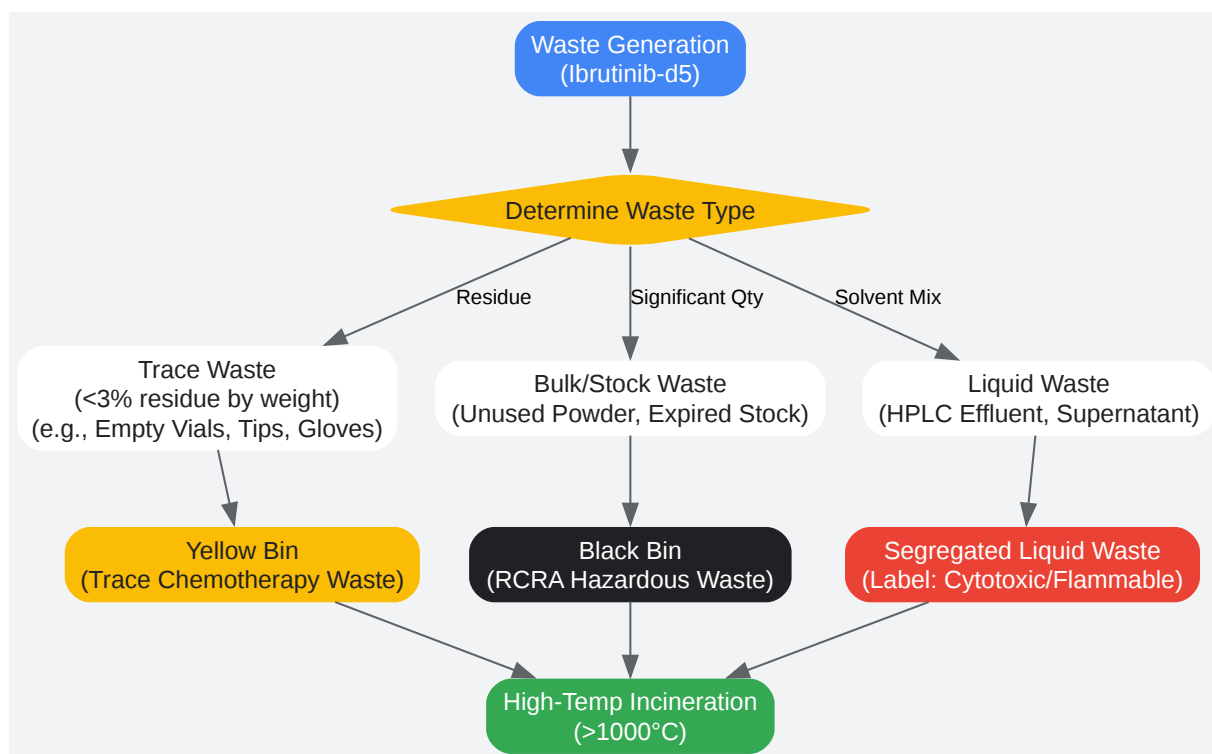 Waste Generation
(Ibrutinib-d5)
Determine Waste Type
Residue
Significant Qty
Solvent Mix
Trace Waste
(<3% residue by weight)
(e.g., Empty Vials, Tips, Gloves)
Bulk/Stock Waste
(Unused Powder, Expired Stock)
Liquid Waste
(HPLC Effluent, Supernatant)
Yellow Bin
(Trace Chemotherapy Waste)
Black Bin
(RCRA Hazardous Waste)
Segregated Liquid Waste
(Label: Cytotoxic/Flammable)
High-Temp Incineration
(>1000°C)